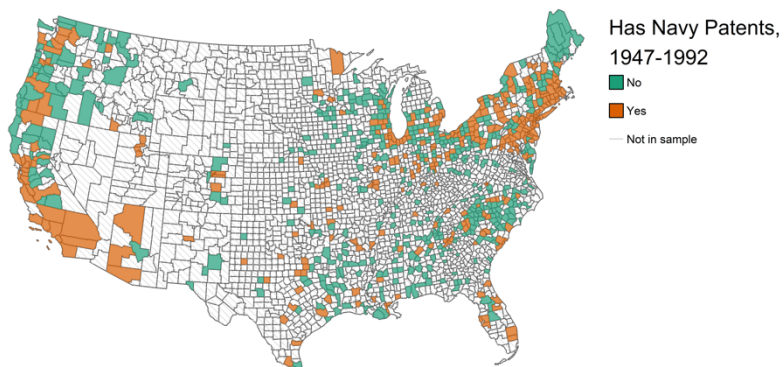 Has Navy Patents,
1947-1992
No
Yes
Not in sample